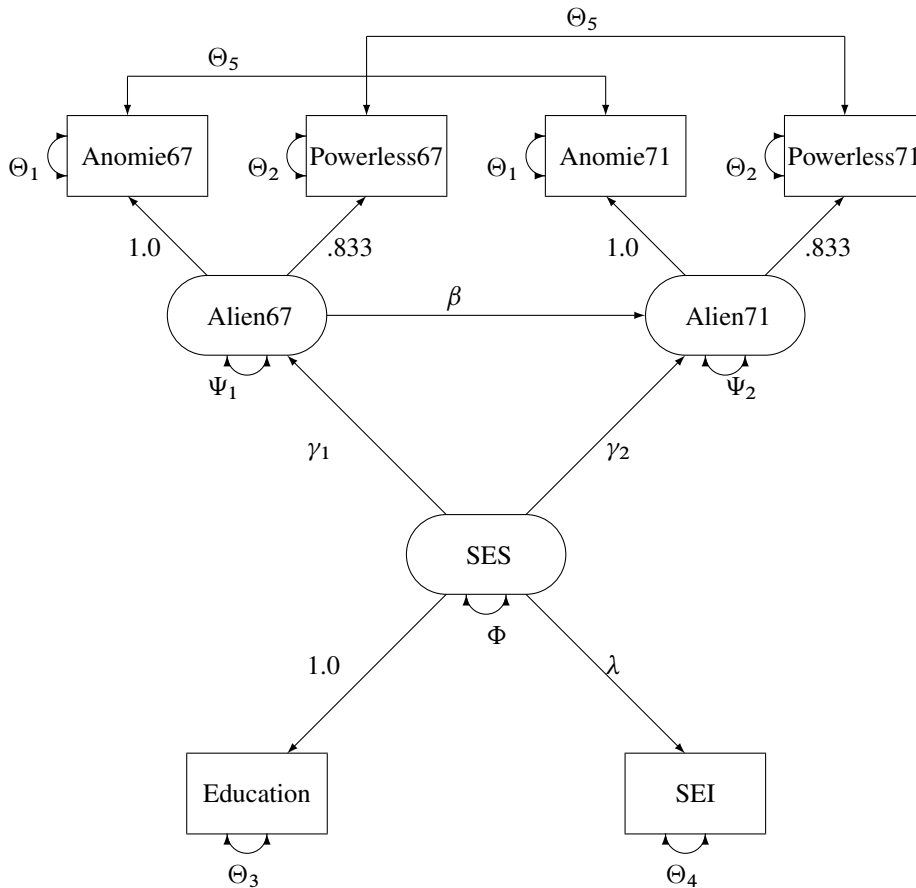 Θ5
Θ5
Θ1 Anomie67 Θ2 Powerless67 Θ1 Anomie71 Θ2 Powerless71
1.0 .833 1.0 .833
Alien67 β Alien71
Ψ1 Ψ2
γ1 γ2
SES
Φ
1.0 λ
Education SEI
Θ3 Θ4